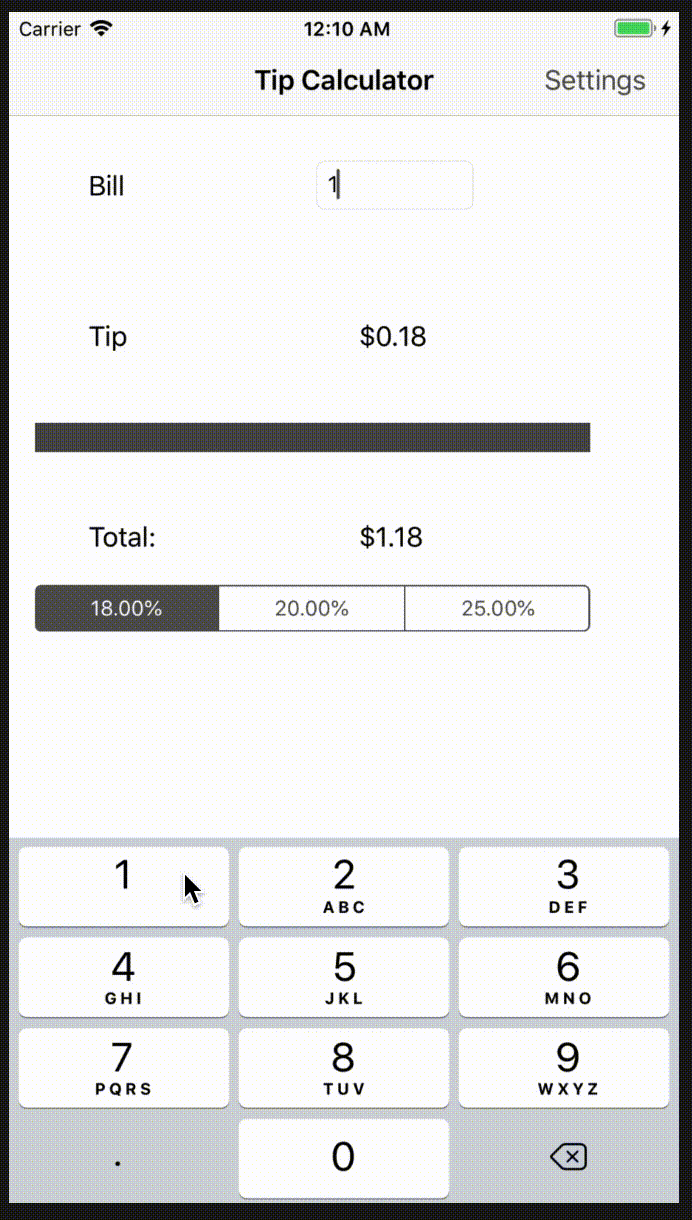 Carrier 12:10 AM
Tip Calculator Settings
Bill 1
Tip $0.18
Total: $1.18
18.00% 20.00% 25.00%
1 2 3
ABC DEF
4 5 6
GHI JKL MNO
7 8 9
PQRS TUV WXYZ
. 0